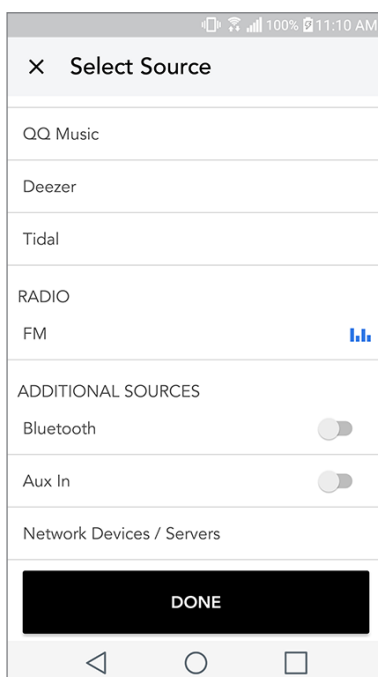 100% 11:10 AM
Select Source
QQ Music
Deezer
Tidal
RADIO
FM
ADDITIONAL SOURCES
Bluetooth
Aux In
Network Devices / Servers
DONE